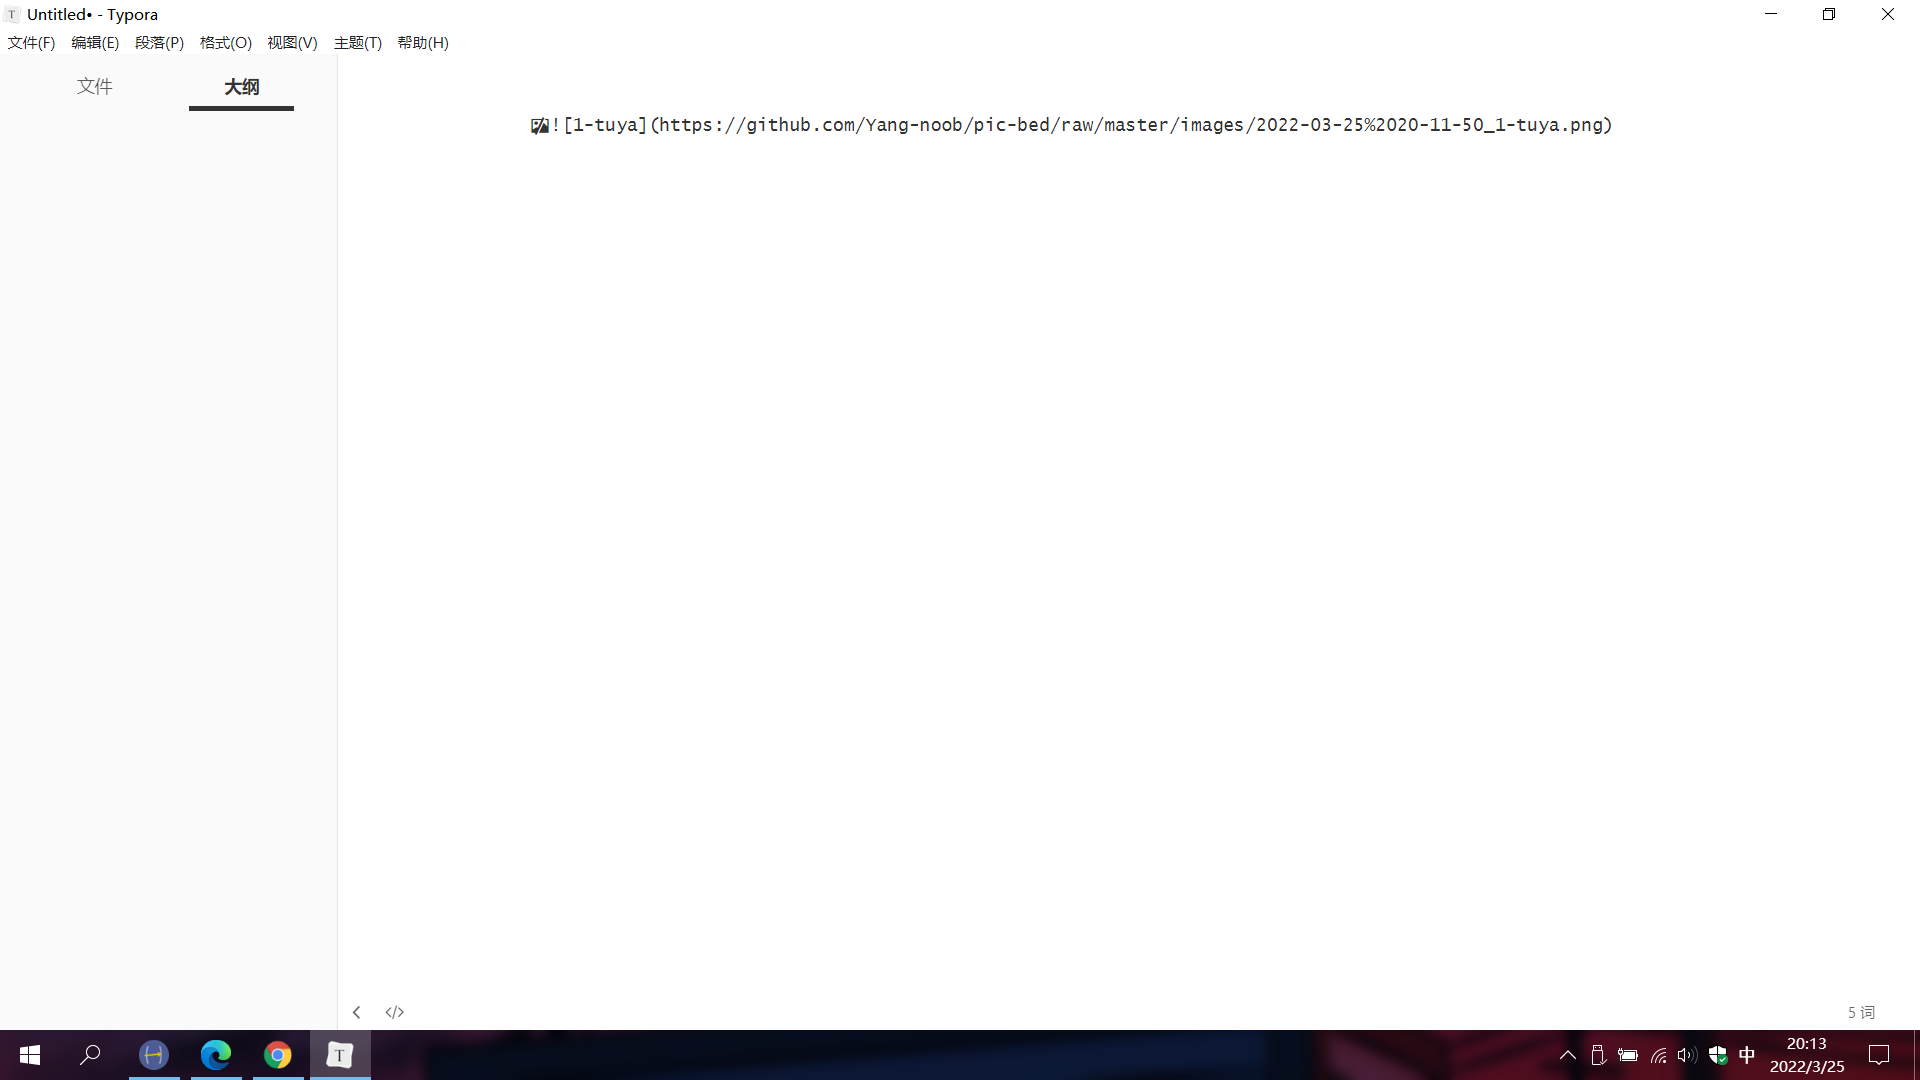 Untitled• - Typora
文件(F) 编辑(E) 段落(P) 格式(O) 视图(V) 主题(T) 帮助(H)
文件 大纲
![1-tuya](https://github.com/Yang-noob/pic-bed/raw/master/images/2022-03-25%2020-11-50_1-tuya.png)
</> 5 词
T 中 20:13
2022/3/25